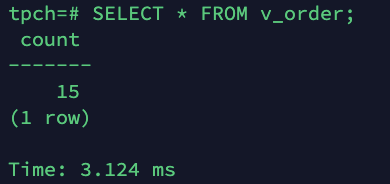 tpch=# SELECT * FROM v_order;
 count
-------
    15
(1 row)

Time: 3.124 ms